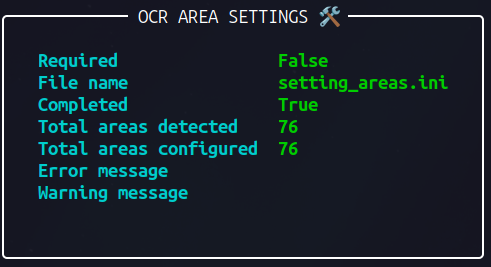 OCR AREA SETTINGS 🛠
Required False
File name setting_areas.ini
Completed True
Total areas detected 76
Total areas configured 76
Error message
Warning message